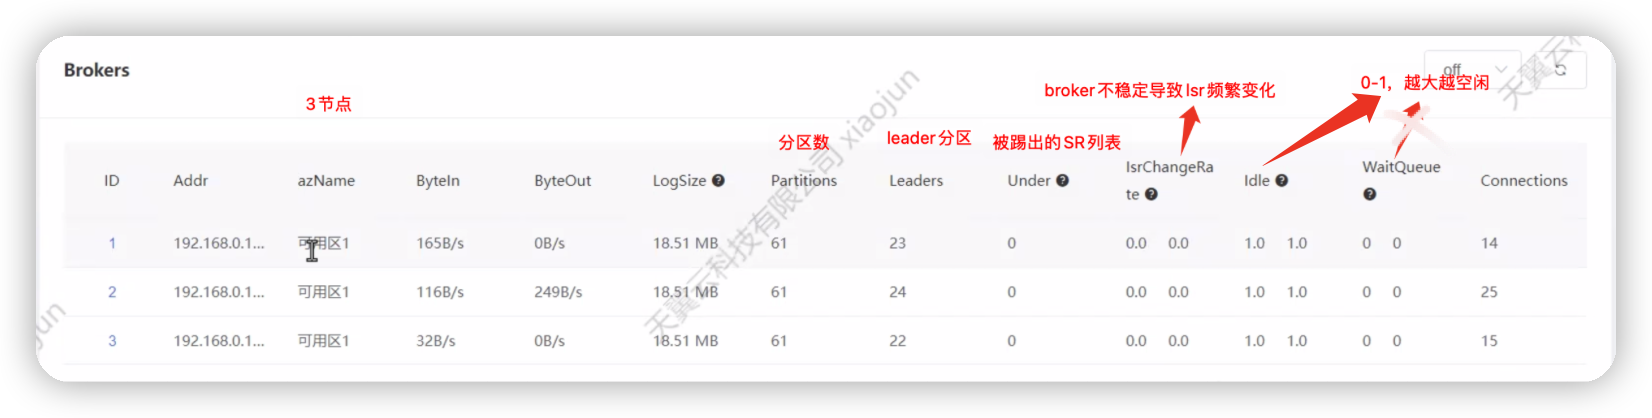 Brokers
off
3节点
broker不稳定导致Isr频繁变化
0-1，越大越空闲
分区数
leader分区
被踢出的SR列表
ID Addr azName ByteIn ByteOut LogSize Partitions Leaders Under IsrChangeRa WaitQueue Connections
te Idle
1 192.168.0.1... 可用区1 165B/s 0B/s 18.51 MB 61 23 0 0.0 0.0 1.0 1.0 0 0 14
2 192.168.0.1... 可用区1 116B/s 249B/s 18.51 MB 61 24 0 0.0 0.0 1.0 1.0 0 0 25
3 192.168.0.1... 可用区1 32B/s 0B/s 18.51 MB 61 22 0 0.0 0.0 1.0 1.0 0 0 15
天翼云科技有限公司 xiaojun
天翼云科
jun